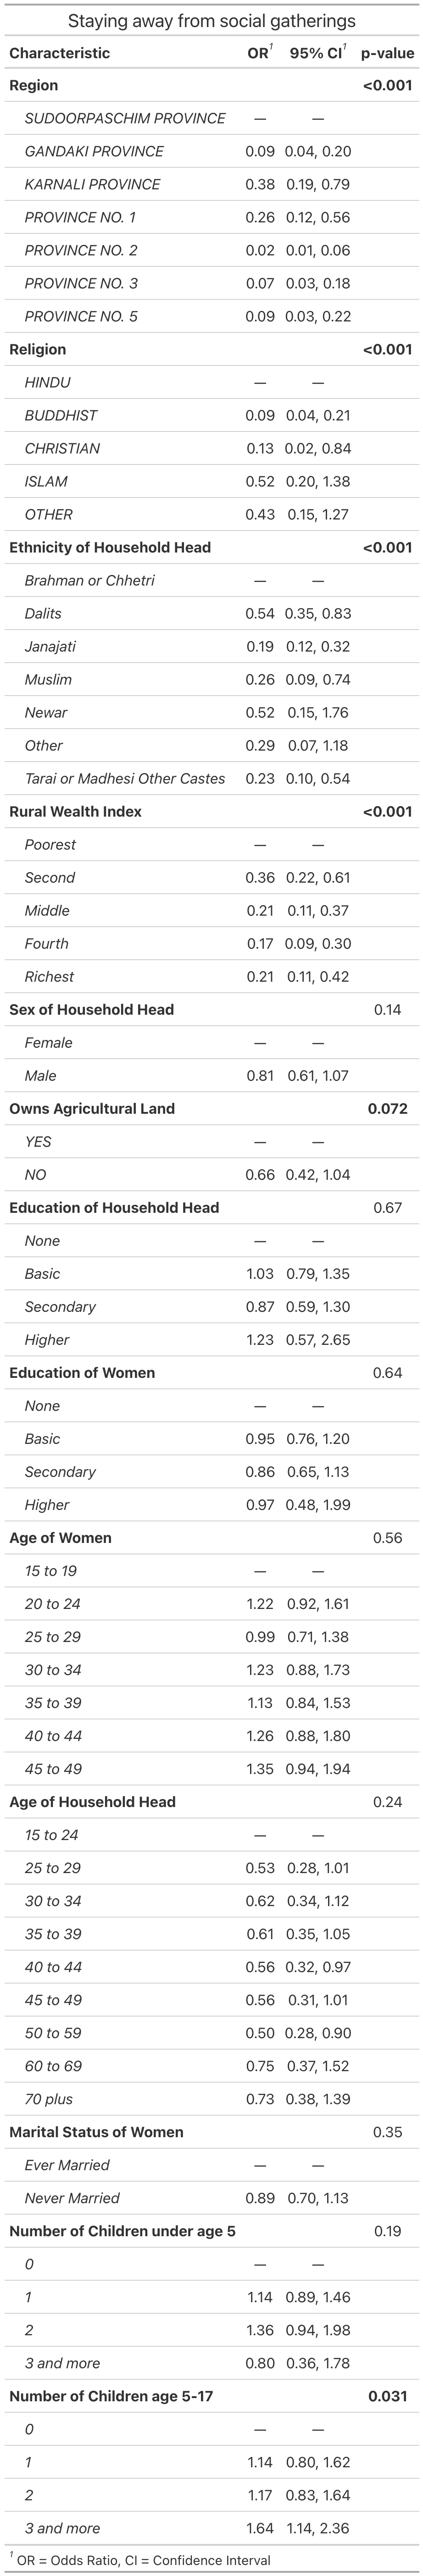 Staying away from social gatherings
Characteristic OR¹ 95% CI¹ p-value
Region <0.001
SUDOORPASCHIM PROVINCE — —
GANDAKI PROVINCE 0.09 0.04, 0.20
KARNALI PROVINCE 0.38 0.19, 0.79
PROVINCE NO. 1 0.26 0.12, 0.56
PROVINCE NO. 2 0.02 0.01, 0.06
PROVINCE NO. 3 0.07 0.03, 0.18
PROVINCE NO. 5 0.09 0.03, 0.22
Religion <0.001
HINDU — —
BUDDHIST 0.09 0.04, 0.21
CHRISTIAN 0.13 0.02, 0.84
ISLAM 0.52 0.20, 1.38
OTHER 0.43 0.15, 1.27
Ethnicity of Household Head <0.001
Brahman or Chhetri — —
Dalits 0.54 0.35, 0.83
Janajati 0.19 0.12, 0.32
Muslim 0.26 0.09, 0.74
Newar 0.52 0.15, 1.76
Other 0.29 0.07, 1.18
Tarai or Madhesi Other Castes 0.23 0.10, 0.54
Rural Wealth Index <0.001
Poorest — —
Second 0.36 0.22, 0.61
Middle 0.21 0.11, 0.37
Fourth 0.17 0.09, 0.30
Richest 0.21 0.11, 0.42
Sex of Household Head 0.14
Female — —
Male 0.81 0.61, 1.07
Owns Agricultural Land 0.072
YES — —
NO 0.66 0.42, 1.04
Education of Household Head 0.67
None — —
Basic 1.03 0.79, 1.35
Secondary 0.87 0.59, 1.30
Higher 1.23 0.57, 2.65
Education of Women 0.64
None — —
Basic 0.95 0.76, 1.20
Secondary 0.86 0.65, 1.13
Higher 0.97 0.48, 1.99
Age of Women 0.56
15 to 19 — —
20 to 24 1.22 0.92, 1.61
25 to 29 0.99 0.71, 1.38
30 to 34 1.23 0.88, 1.73
35 to 39 1.13 0.84, 1.53
40 to 44 1.26 0.88, 1.80
45 to 49 1.35 0.94, 1.94
Age of Household Head 0.24
15 to 24 — —
25 to 29 0.53 0.28, 1.01
30 to 34 0.62 0.34, 1.12
35 to 39 0.61 0.35, 1.05
40 to 44 0.56 0.32, 0.97
45 to 49 0.56 0.31, 1.01
50 to 59 0.50 0.28, 0.90
60 to 69 0.75 0.37, 1.52
70 plus 0.73 0.38, 1.39
Marital Status of Women 0.35
Ever Married — —
Never Married 0.89 0.70, 1.13
Number of Children under age 5 0.19
0 — —
1 1.14 0.89, 1.46
2 1.36 0.94, 1.98
3 and more 0.80 0.36, 1.78
Number of Children age 5-17 0.031
0 — —
1 1.14 0.80, 1.62
2 1.17 0.83, 1.64
3 and more 1.64 1.14, 2.36
¹ OR = Odds Ratio, CI = Confidence Interval